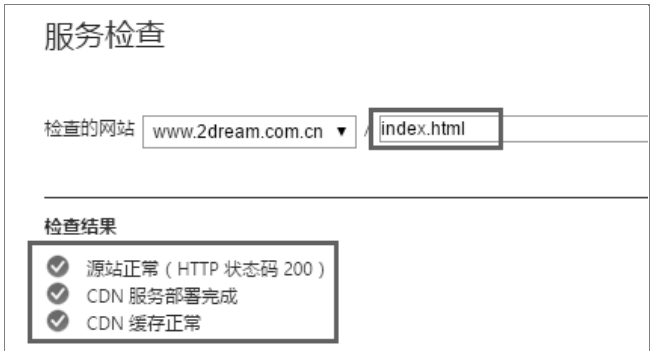 服务检查
检查的网站 www.2dream.com.cn ▼ / index.html
检查结果
源站正常（HTTP 状态码 200）
CDN 服务部署完成
CDN 缓存正常